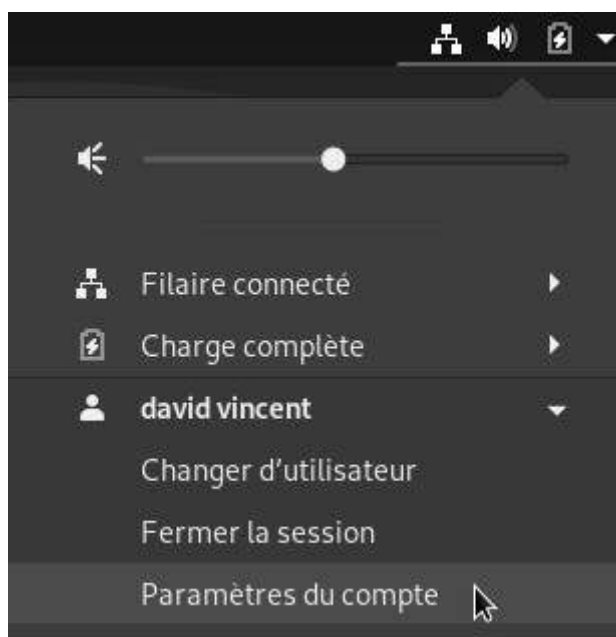 Filaire connecté
Charge complète
david vincent
Changer d'utilisateur
Fermer la session
Paramètres du compte